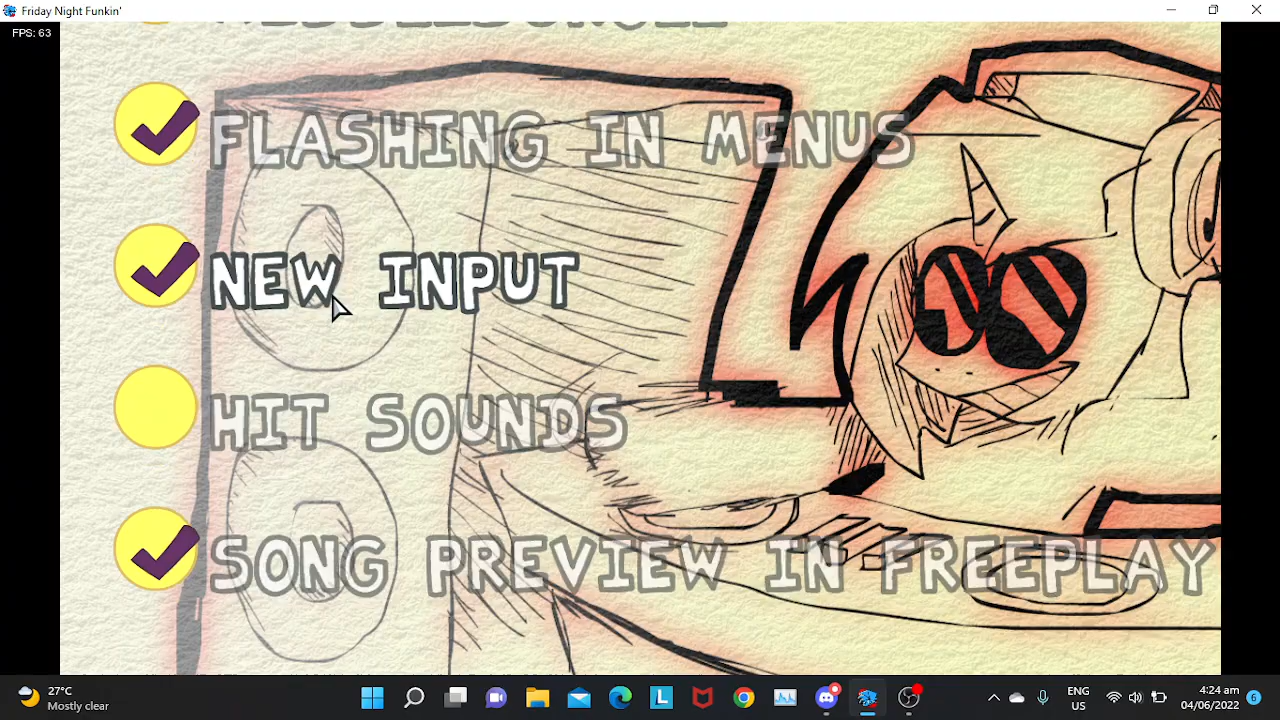 Friday Night Funkin'
FPS: 63
FLASHING IN MENUS
NEW INPUT
HIT SOUNDS
SONG PREVIEW IN FREEPLAY
27°C
Mostly clear
ENG
US
4:24 am
04/06/2022
6